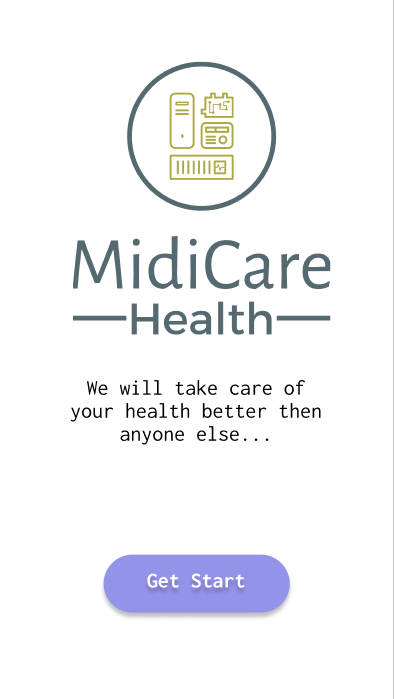 MidiCare
Health
We will take care of
your health better then
anyone else...
Get Start